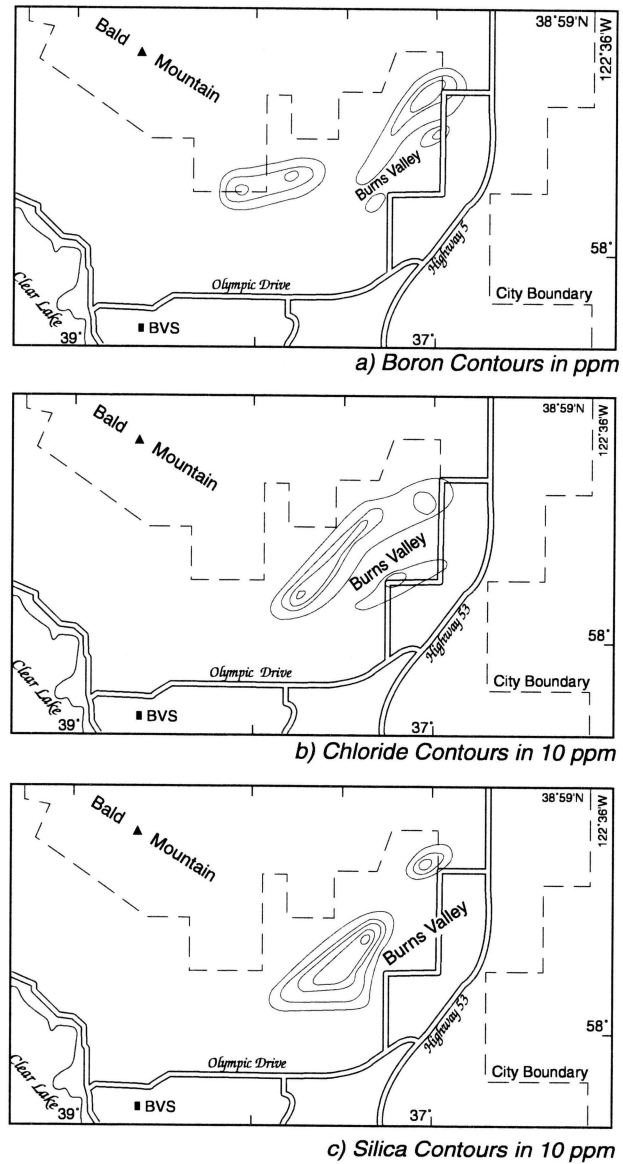 Bald
Mountain
38°59'N
122°36'W
Burns Valley
58°
Highway 5
Olympic Drive
City Boundary
Clear Lake
BVS
39°
37°
a) Boron Contours in ppm
Bald
Mountain
38°59'N
122°36'W
Burns Valley
58°
Highway 53
Olympic Drive
City Boundary
Clear Lake
BVS
39°
37°
b) Chloride Contours in 10 ppm
Bald
Mountain
38°59'N
122°36'W
Burns Valley
58°
Highway 53
Olympic Drive
City Boundary
Clear Lake
BVS
39°
37°
c) Silica Contours in 10 ppm